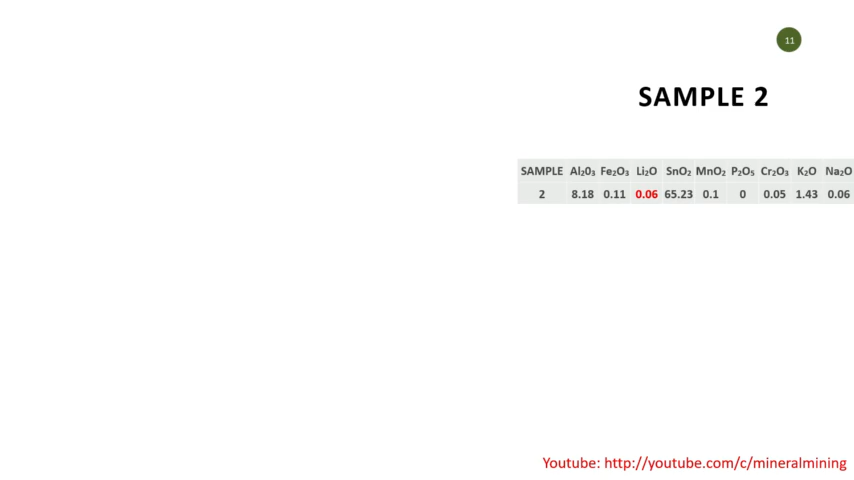 11
SAMPLE 2
SAMPLE Al₂0₃ Fe₂O₃ Li₂O SnO₂ MnO₂ P₂O₅ Cr₂O₃ K₂O Na₂O
2 8.18 0.11 0.06 65.23 0.1 0 0.05 1.43 0.06
Youtube: http://youtube.com/c/mineralmining